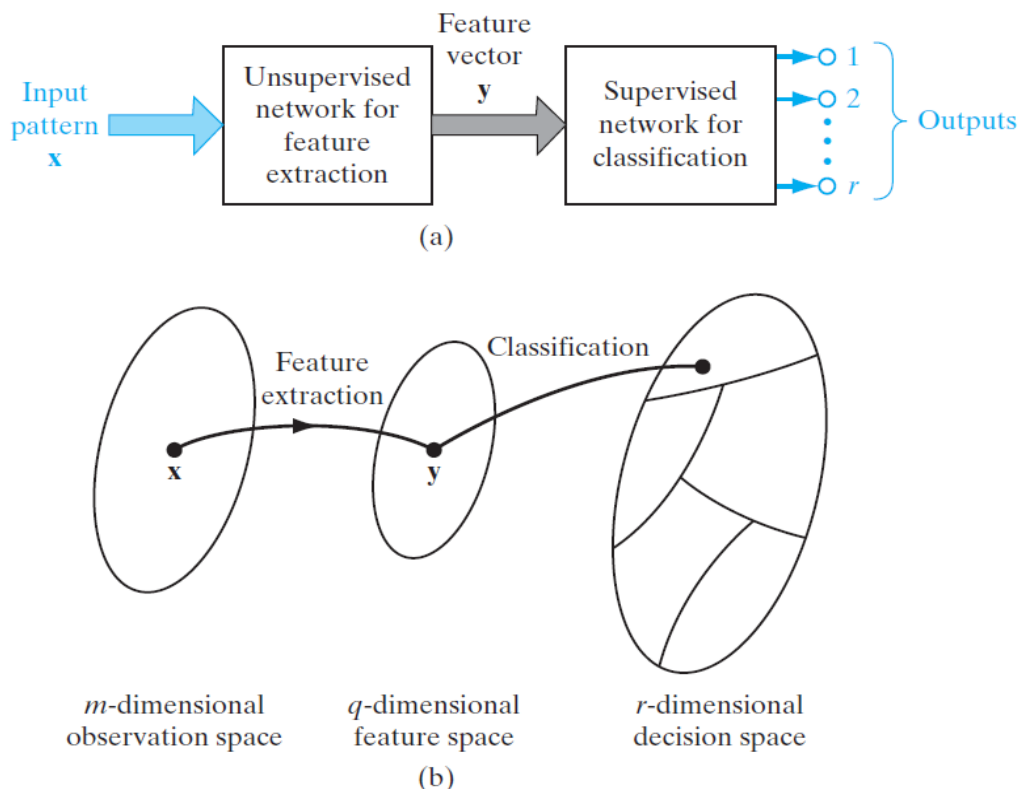 Input
pattern
x
Unsupervised
network for
feature
extraction
Feature
vector
y
Supervised
network for
classification
1
2
r
Outputs
(a)
Feature
extraction
Classification
x
y
m-dimensional
observation space
q-dimensional
feature space
r-dimensional
decision space
(b)